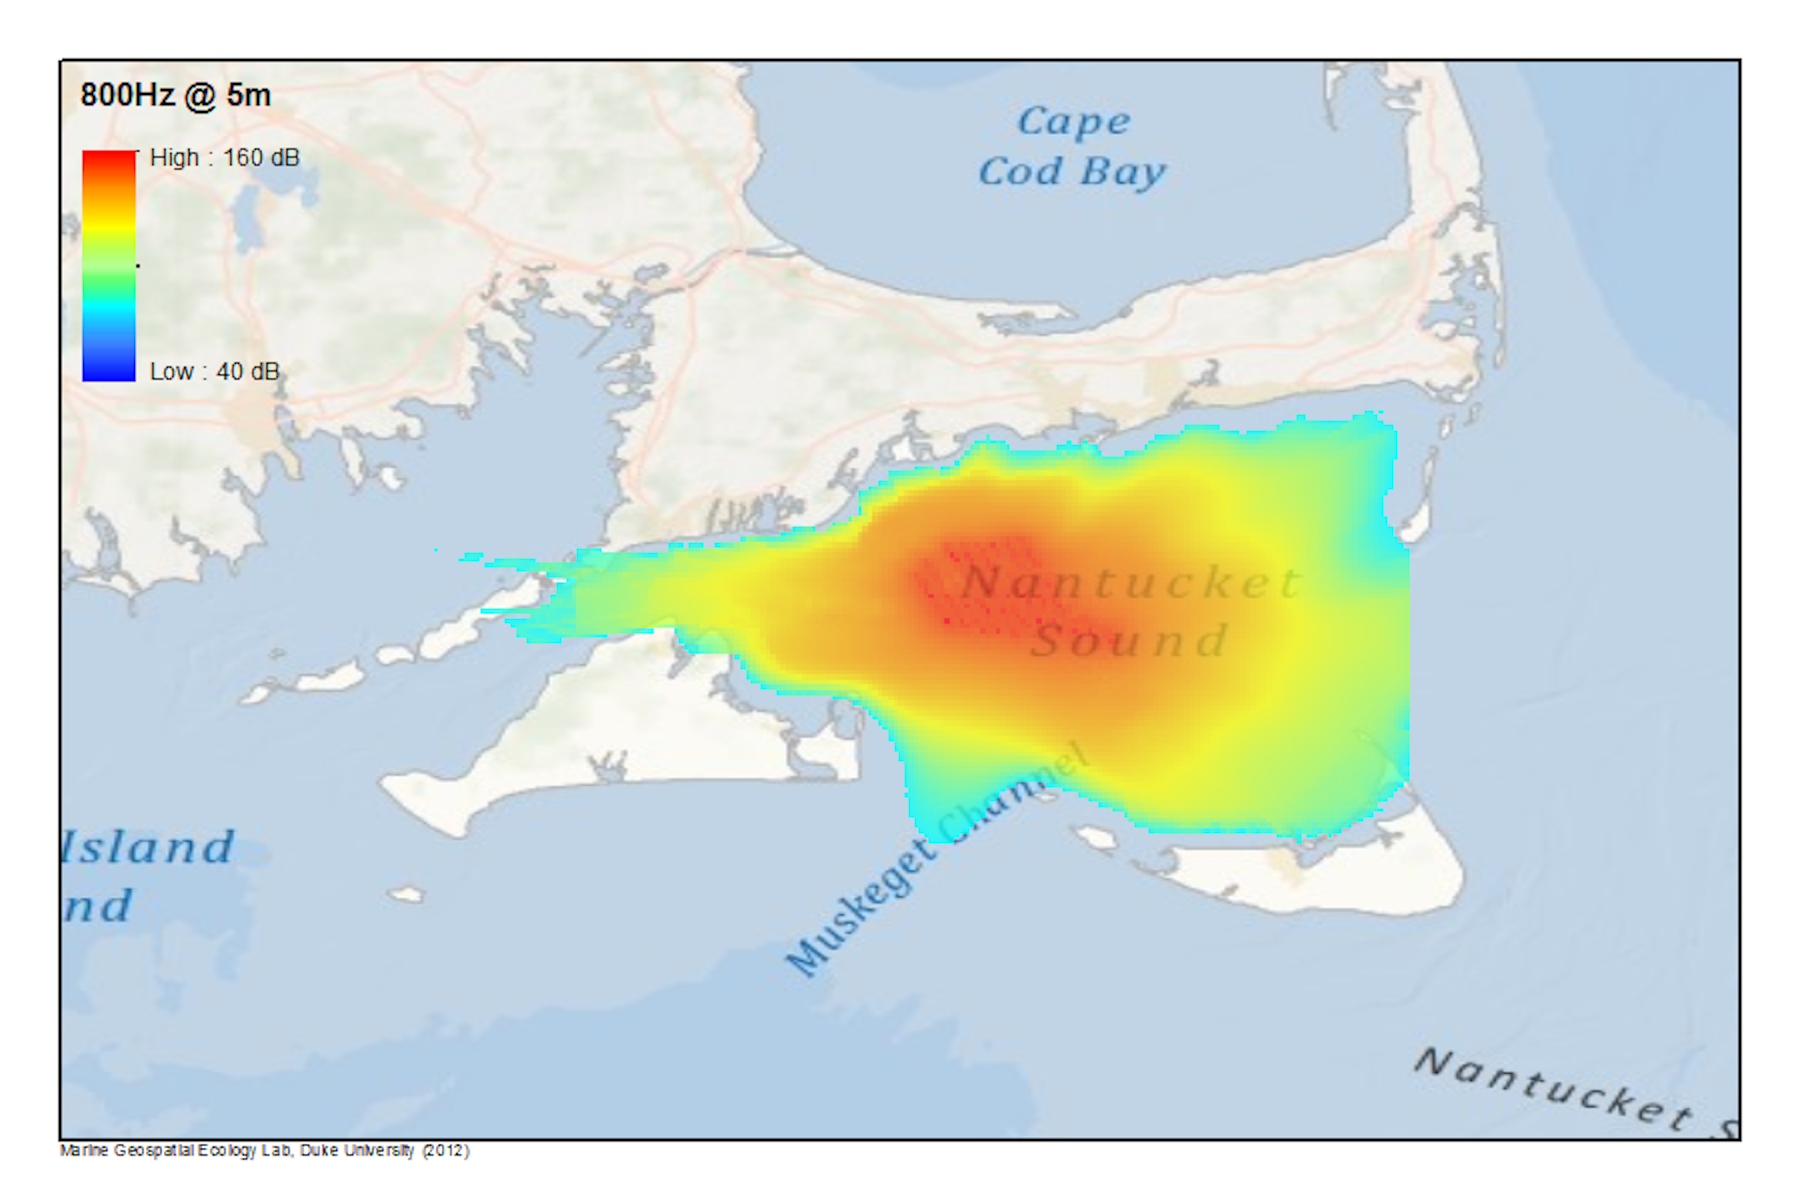 800Hz @ 5m
High : 160 dB
Low : 40 dB
Cape
Cod Bay
Nantucket
Sound
Muskeget Channel
Island
nd
Nantucket S
Marine Geospatial Ecology Lab, Duke University (2012)